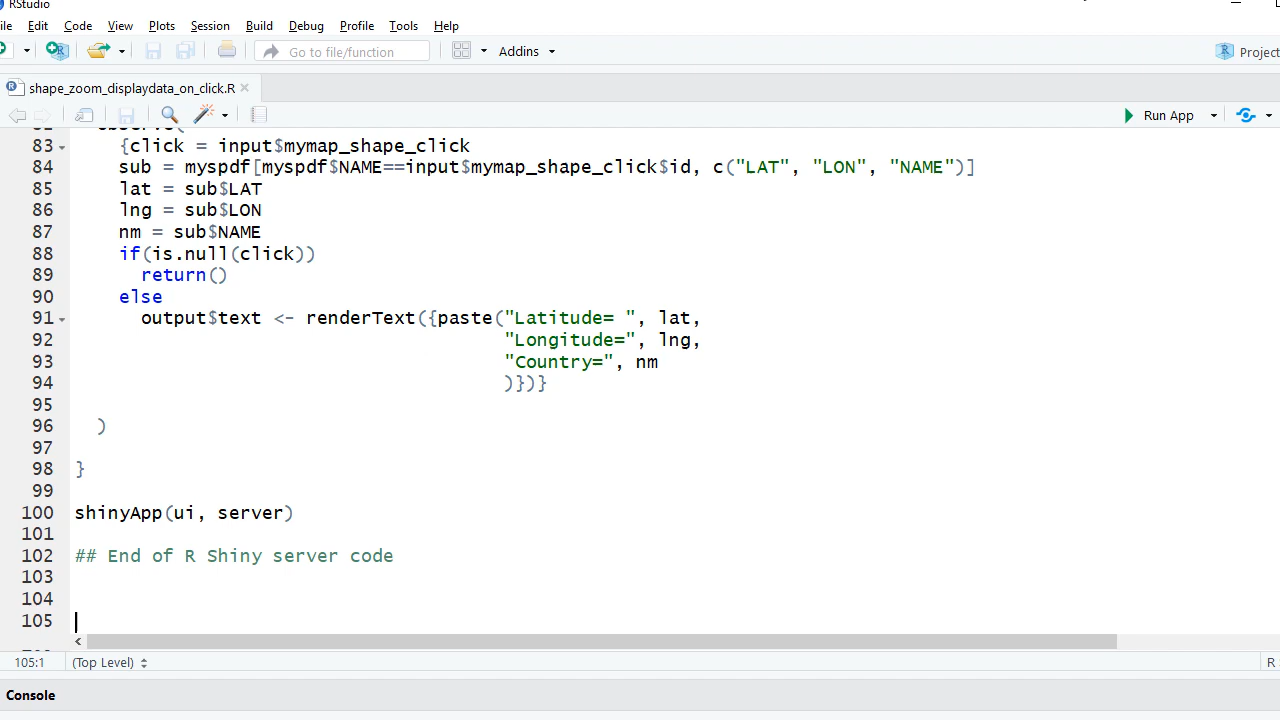 RStudio
Edit Code View Plots Session Build Debug Profile Tools Help
Go to file/function Addins Project
shape_zoom_displaydata_on_click.R
Run App
83 {click = input$mymap_shape_click
84 sub = myspdf[myspdf$NAME==input$mymap_shape_click$id, c("LAT", "LON", "NAME")]
85 lat = sub$LAT
86 lng = sub$LON
87 nm = sub$NAME
88 if(is.null(click))
89 return()
90 else
91 output$text <- renderText({paste("Latitude= ", lat,
92 "Longitude=", lng,
93 "Country=", nm
94 )})}
95
96 )
97
98 }
99
100 shinyApp(ui, server)
101
102 ## End of R Shiny server code
103
104
105
105:1 (Top Level) R
Console